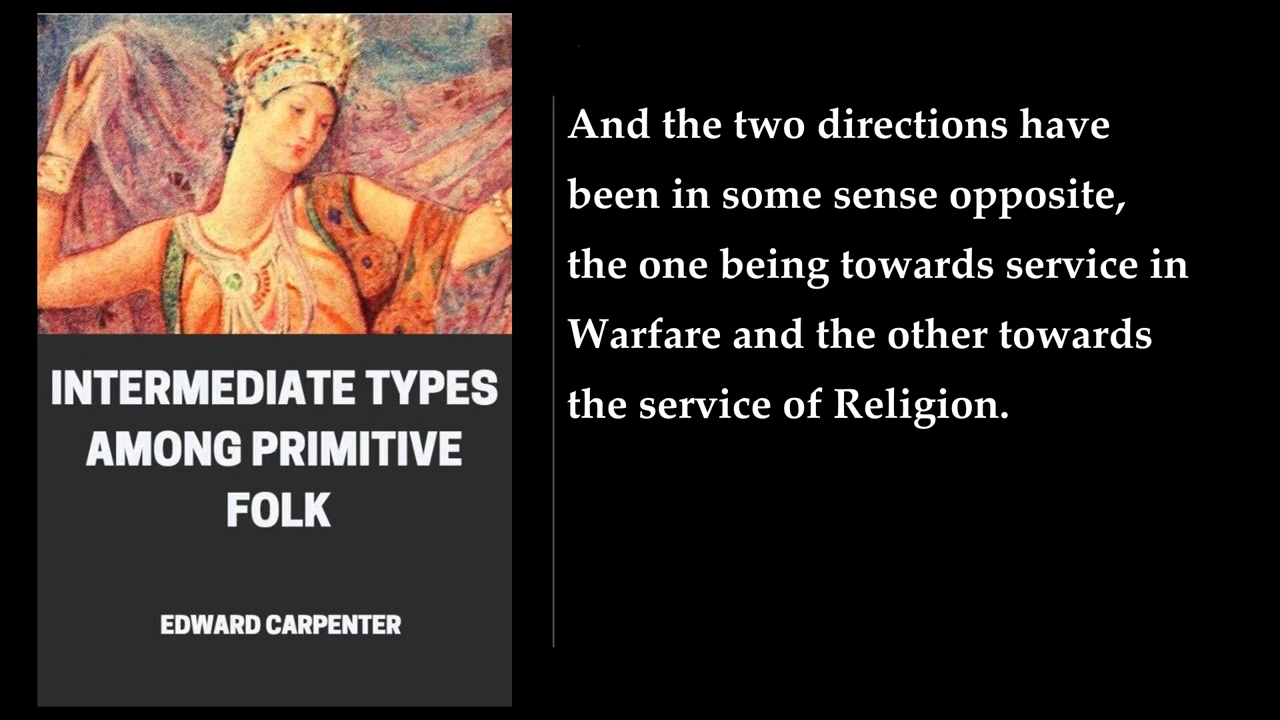 INTERMEDIATE TYPES
AMONG PRIMITIVE
FOLK
EDWARD CARPENTER
And the two directions have
been in some sense opposite,
the one being towards service in
Warfare and the other towards
the service of Religion.